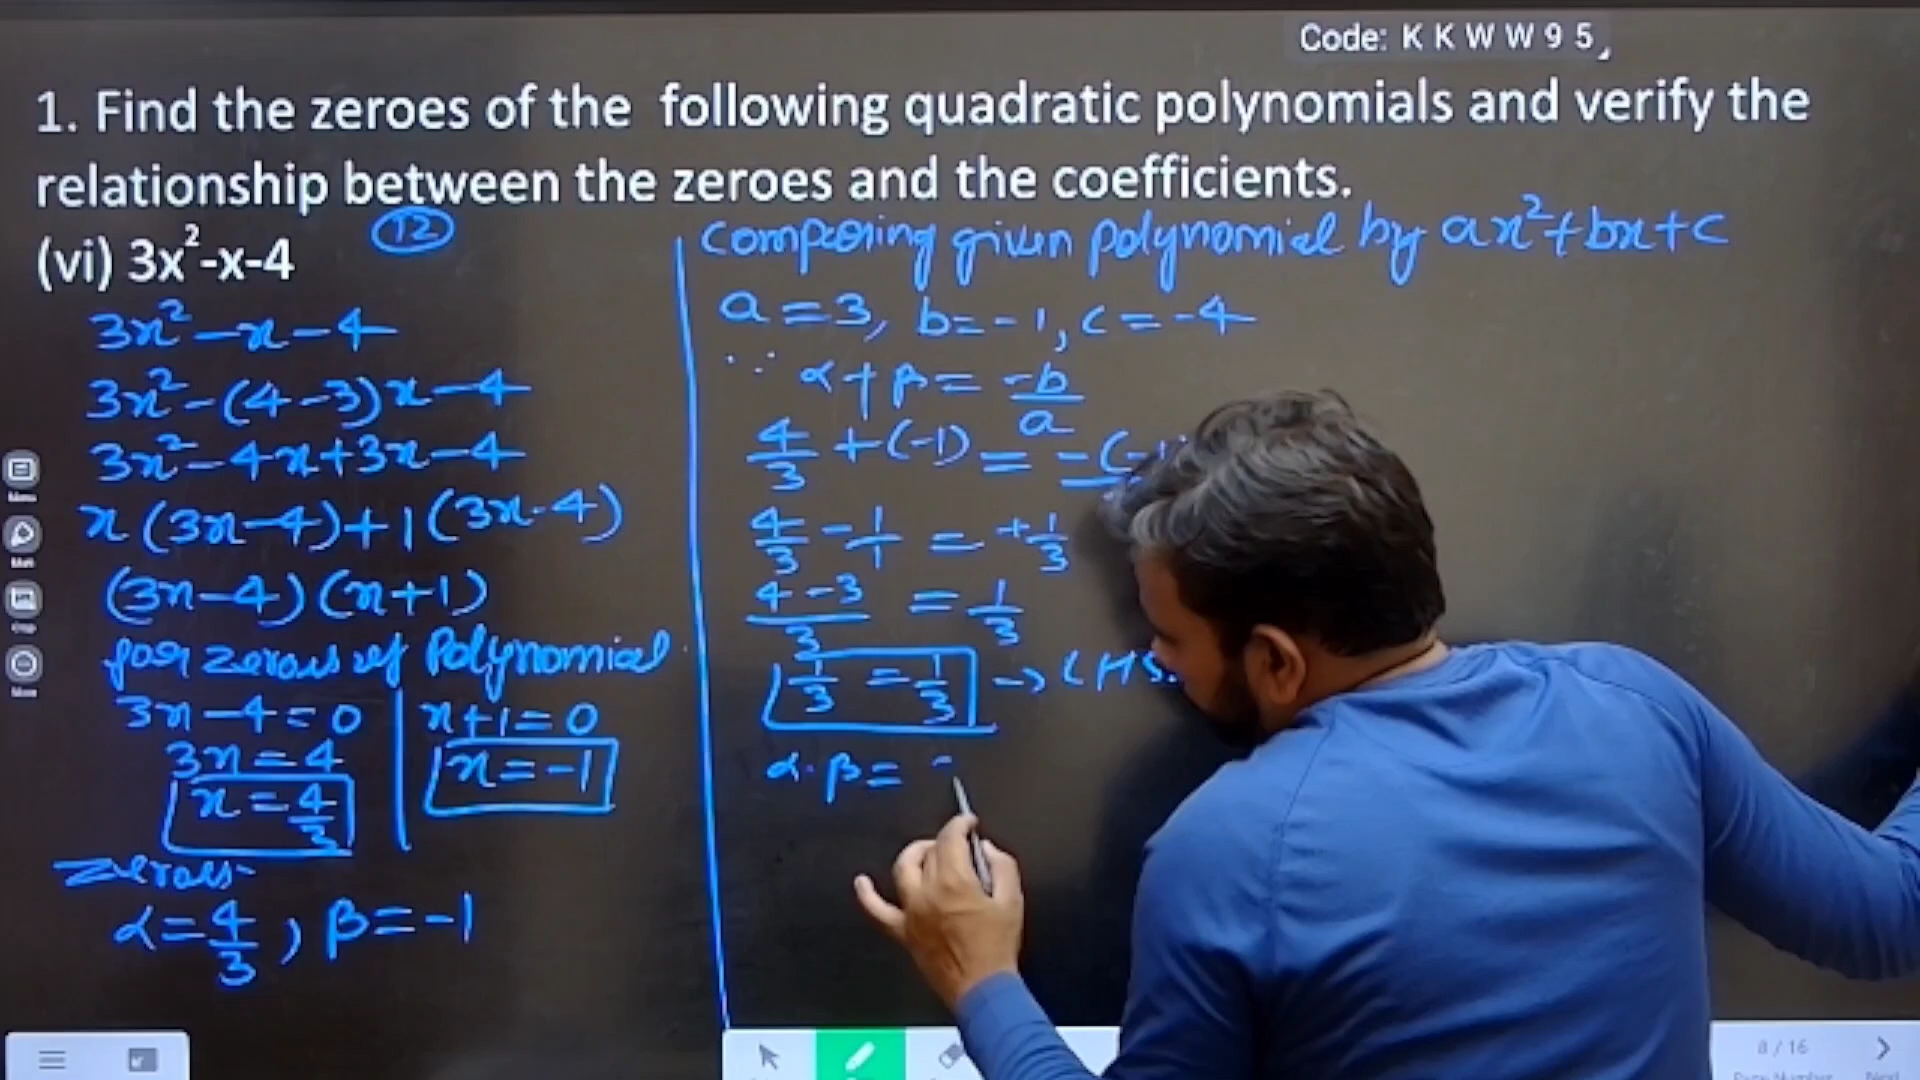 Code: K K W W 9 5
1. Find the zeroes of the following quadratic polynomials and verify the
relationship between the zeroes and the coefficients.
(vi) 3x²-x-4
12
3x²-x-4
3x²-(4-3)x-4
3x²-4x+3x-4
x(3x-4)+1(3x-4)
(3x-4)(x+1)
for zeroes of Polynomial
3x-4=0
3x=4
x=4/3
x+1=0
x=-1
zeroes
α=4/3, β=-1
Comparing given polynomial by ax²+bx+c
a=3, b=-1, c=-4
∵ α+β=-b/a
4/3+(-1)=-(-1
4/3-1/1=+1/3
4-3/3=1/3
1/3=1/3→LHS
α·β=-
8/16